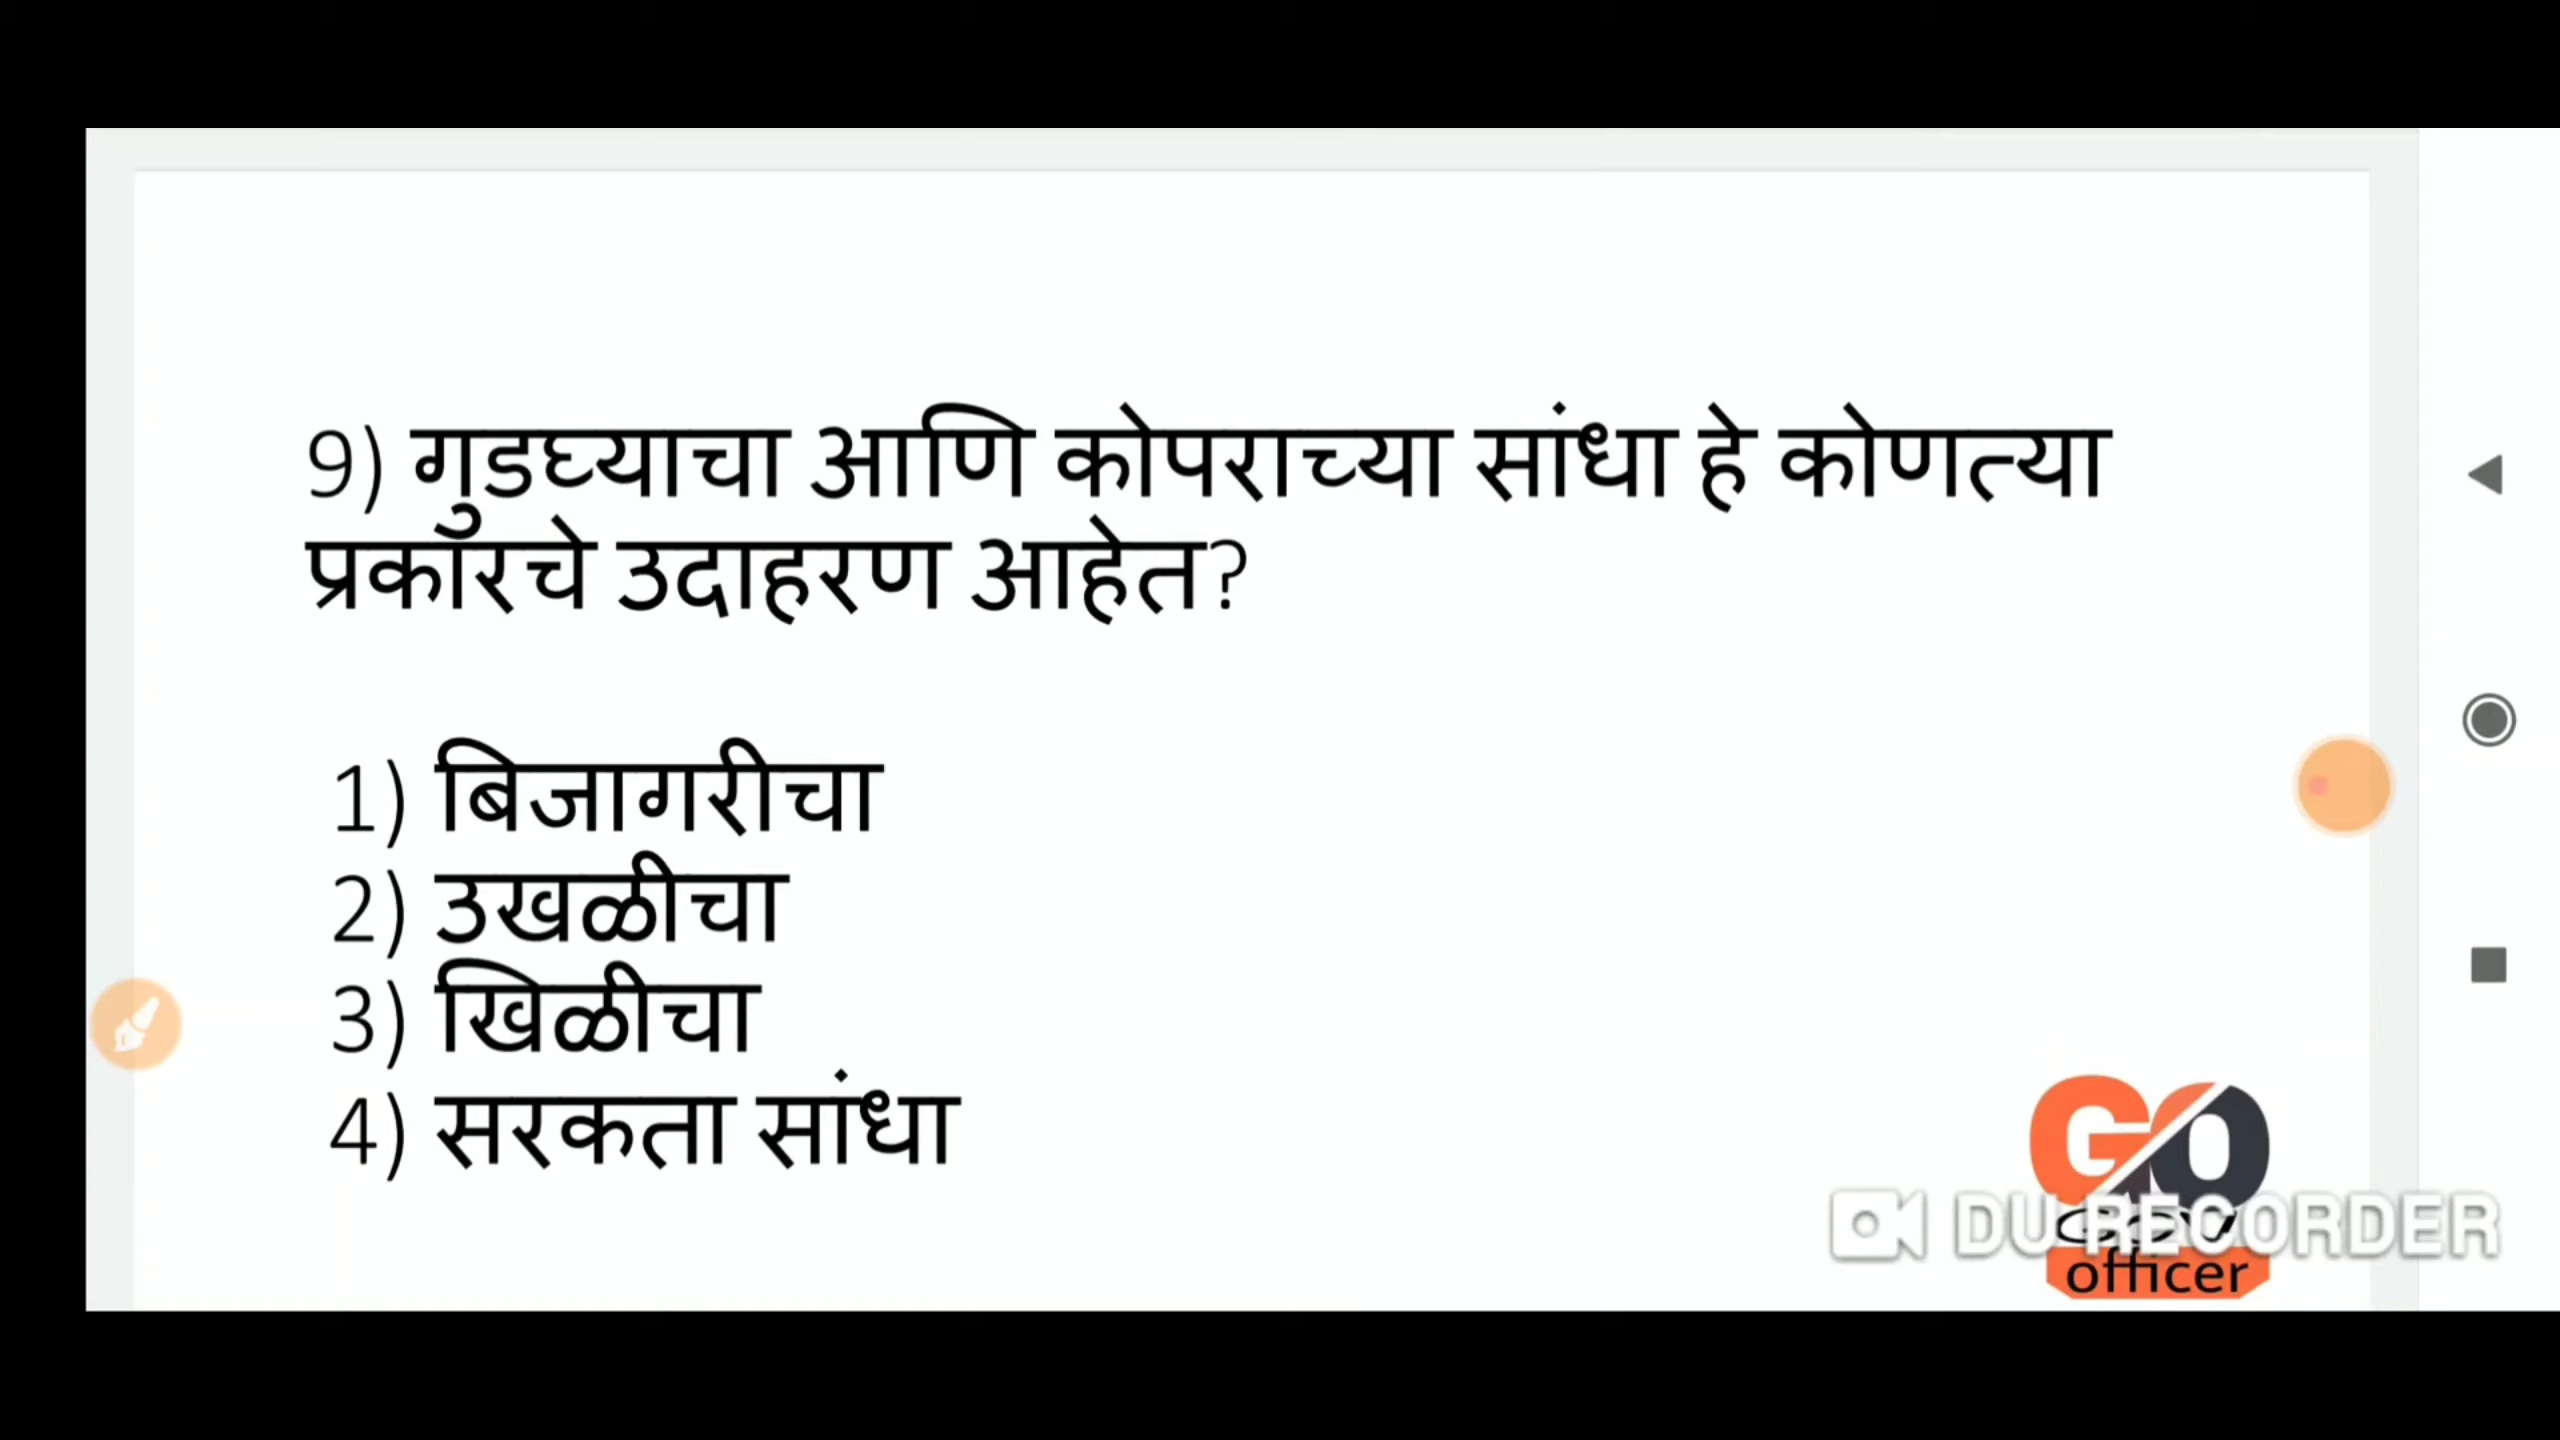 9) गुडघ्याचा आणि कोपराच्या सांधा हे कोणत्या
प्रकारचे उदाहरण आहेत?
1) बिजागरीचा
2) उखळीचा
3) खिळीचा
4) सरकता सांधा
GO
GOV
DU RECORDER
officer